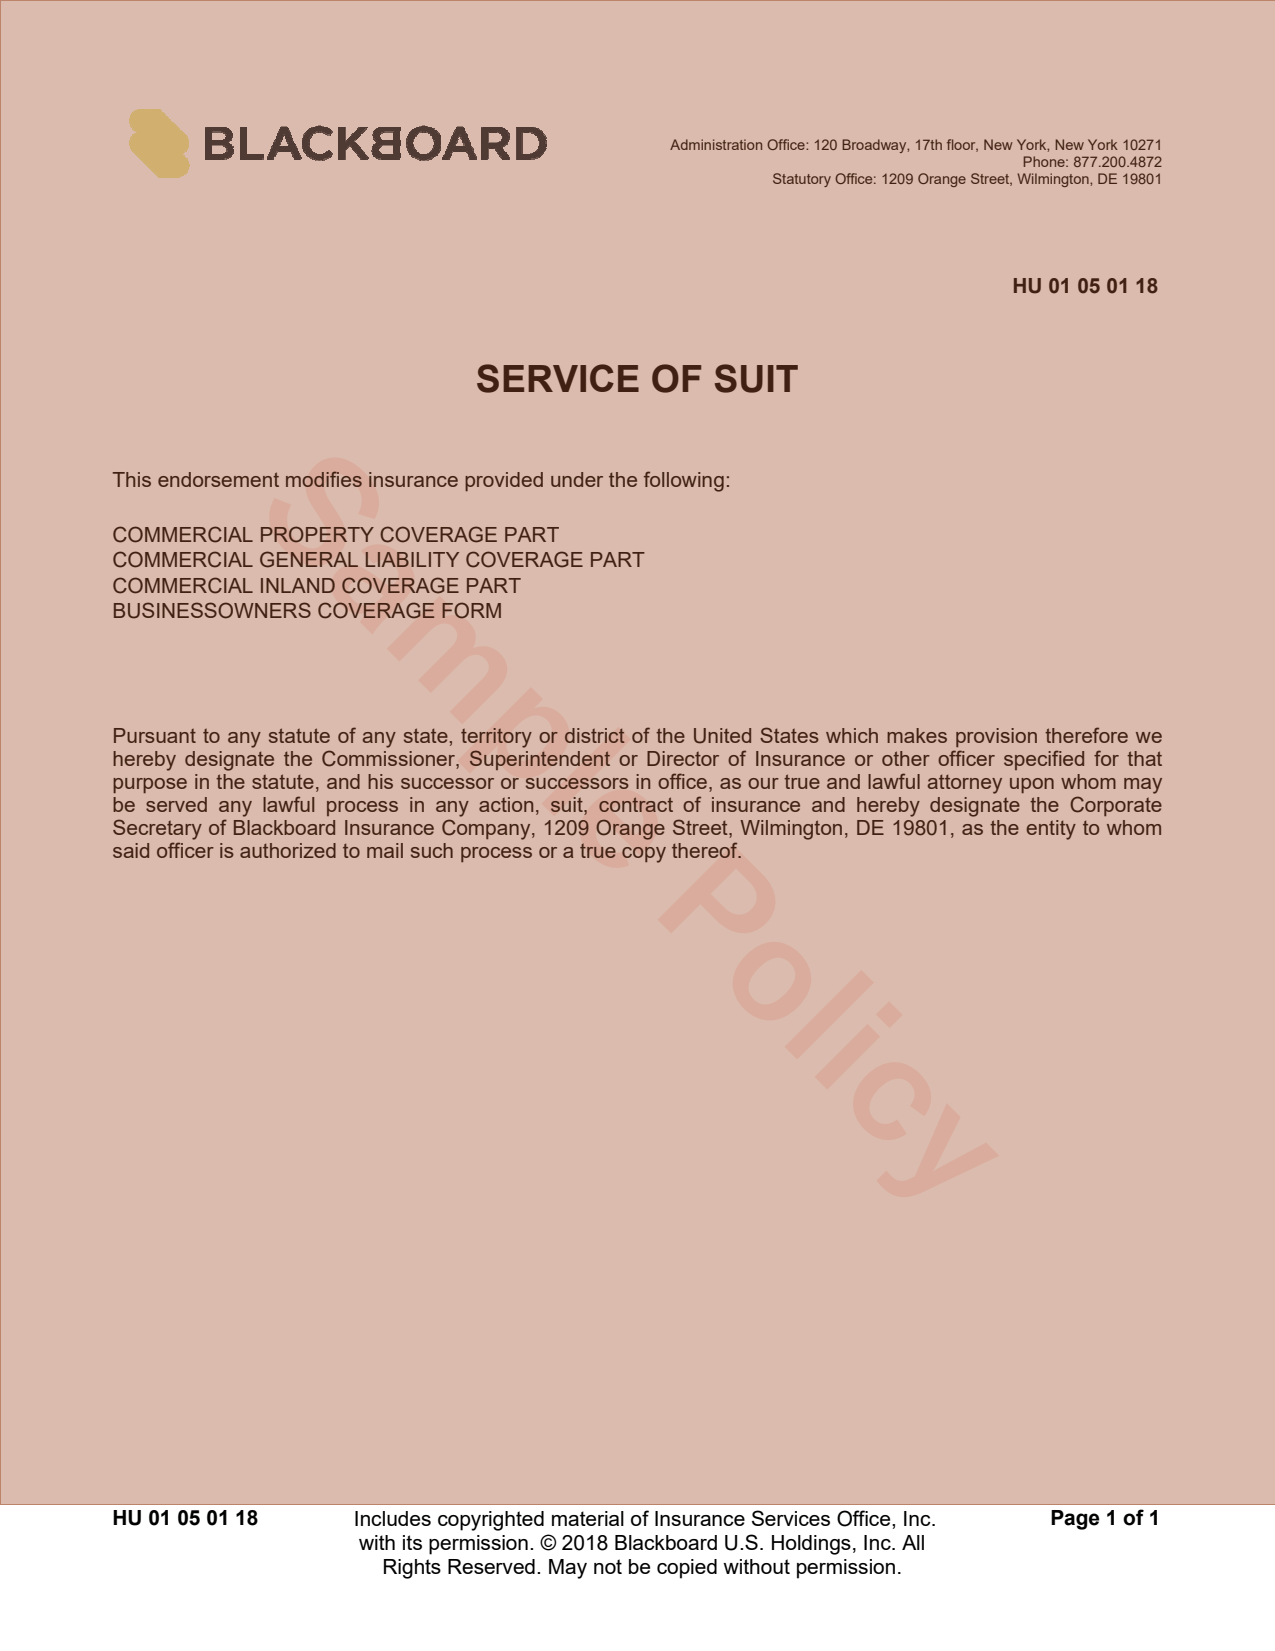 BLACKBOARD
Administration Office: 120 Broadway, 17th floor, New York, New York 10271
Phone: 877.200.4872
Statutory Office: 1209 Orange Street, Wilmington, DE 19801
HU 01 05 01 18
SERVICE OF SUIT
This endorsement modifies insurance provided under the following:
COMMERCIAL PROPERTY COVERAGE PART
COMMERCIAL GENERAL LIABILITY COVERAGE PART
COMMERCIAL INLAND COVERAGE PART
BUSINESSOWNERS COVERAGE FORM
Pursuant to any statute of any state, territory or district of the United States which makes provision therefore we
hereby designate the Commissioner, Superintendent or Director of Insurance or other officer specified for that
purpose in the statute, and his successor or successors in office, as our true and lawful attorney upon whom may
be served any lawful process in any action, suit, contract of insurance and hereby designate the Corporate
Secretary of Blackboard Insurance Company, 1209 Orange Street, Wilmington, DE 19801, as the entity to whom
said officer is authorized to mail such process or a true copy thereof.
Sample Policy
HU 01 05 01 18
Includes copyrighted material of Insurance Services Office, Inc.
with its permission. © 2018 Blackboard U.S. Holdings, Inc. All
Rights Reserved. May not be copied without permission.
Page 1 of 1